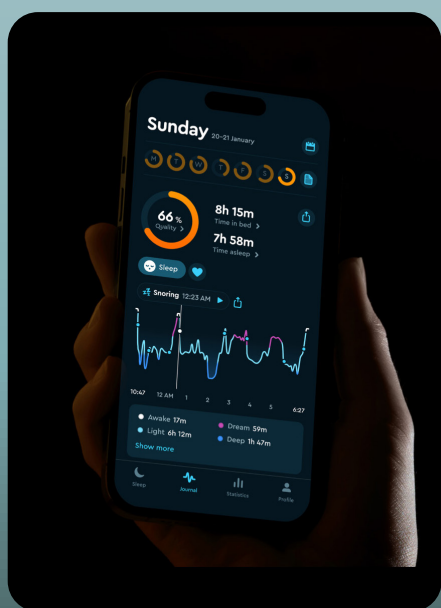 Sunday 20-21 January
M T W T F S S
66 %
Quality >
8h 15m
Time in bed >
7h 58m
Time asleep >
Sleep
Snoring 12:23 AM
10:47 12 AM 1 2 3 4 5 6:27
Awake 17m
Dream 59m
Light 6h 12m
Deep 1h 47m
Show more
Sleep Journal Statistics Profile